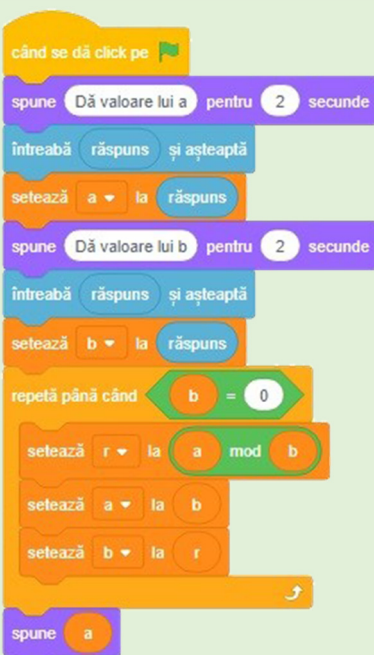 când se dă click pe
spune Dă valoare lui a pentru 2 secunde
întreabă răspuns și așteaptă
setează a la răspuns
spune Dă valoare lui b pentru 2 secunde
întreabă răspuns și așteaptă
setează b la răspuns
repetă până când b = 0
setează r la a mod b
setează a la b
setează b la r
spune a